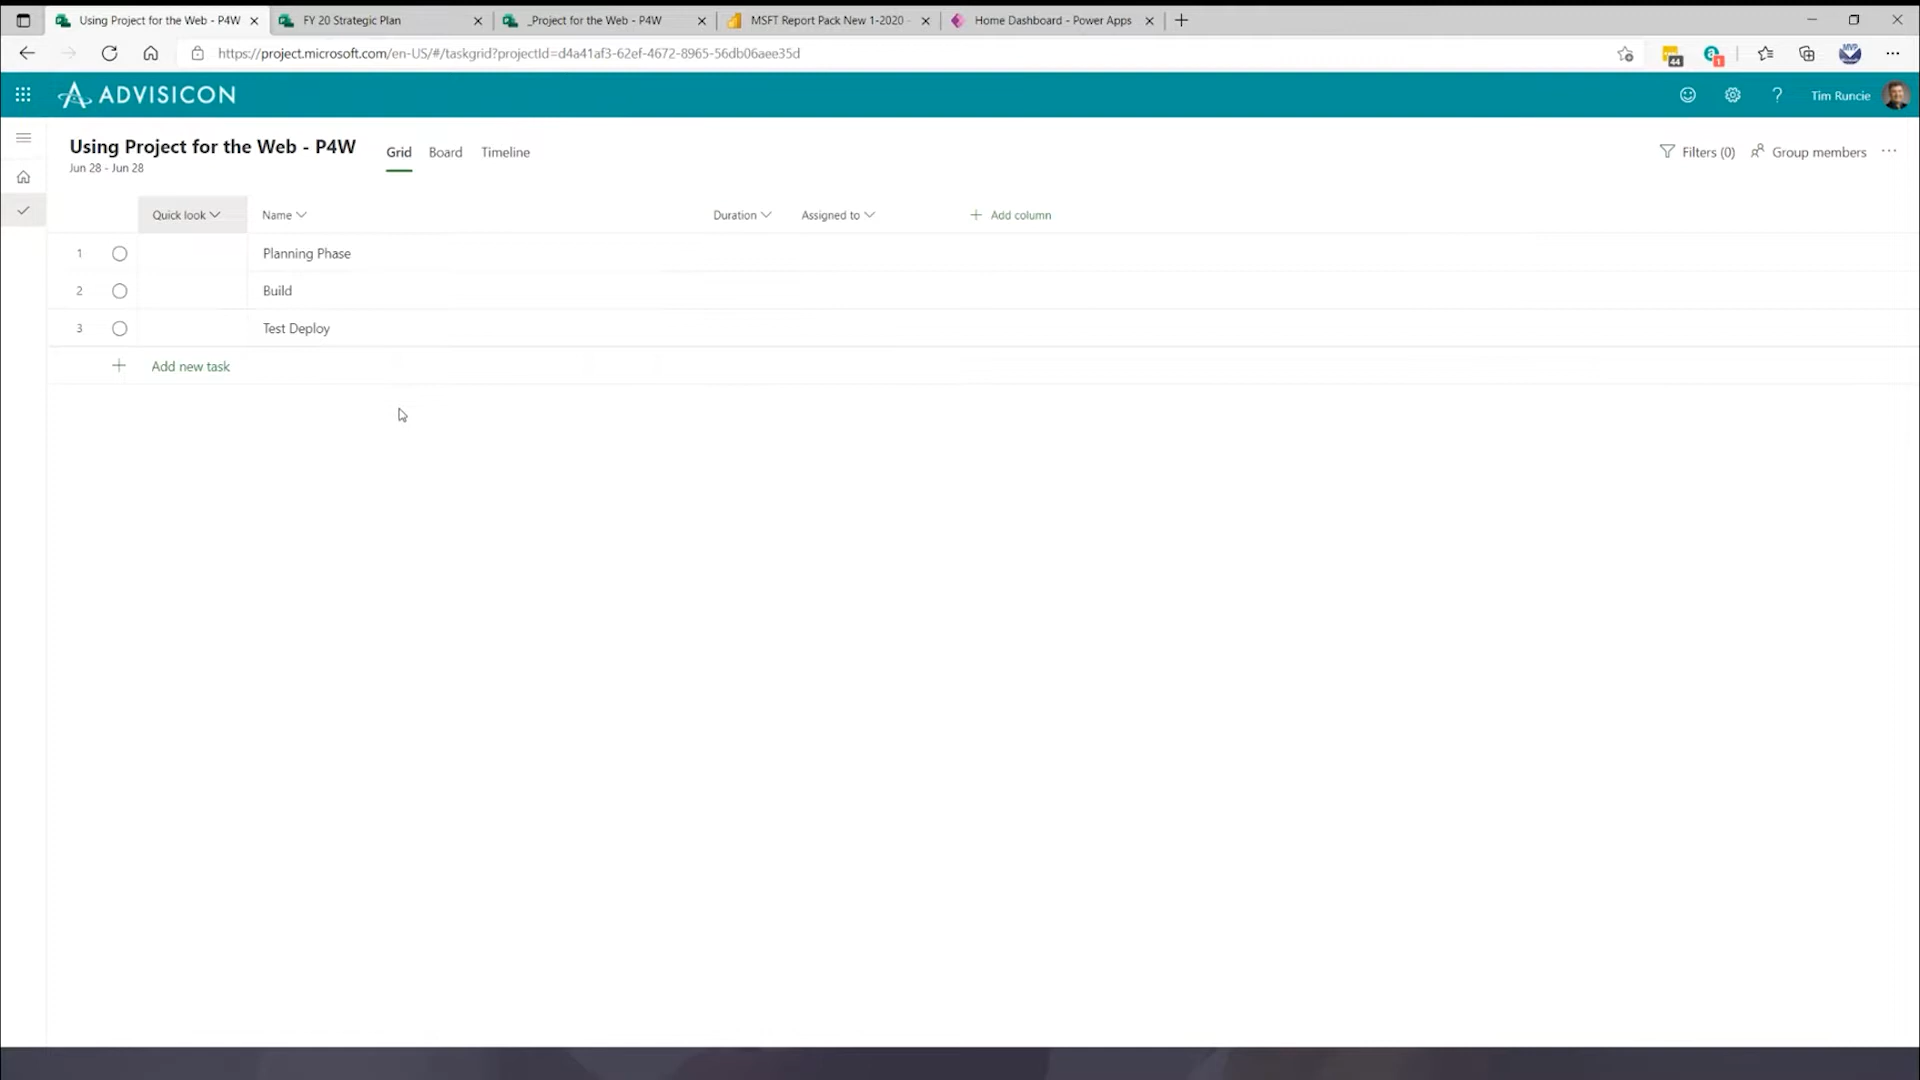 Using Project for the Web - P4W
FY 20 Strategic Plan
_Project for the Web - P4W
MSFT Report Pack New 1-2020 -
Home Dashboard - Power Apps
https://project.microsoft.com/en-US/#/taskgrid?projectId=d4a41af3-62ef-4672-8965-56db06aee35d
44
1
MVP
ADVISICON
? Tim Runcie
Using Project for the Web - P4W
Grid Board Timeline
Filters (0) Group members
Jun 28 - Jun 28
Quick look Name Duration Assigned to Add column
1 Planning Phase
2 Build
3 Test Deploy
Add new task